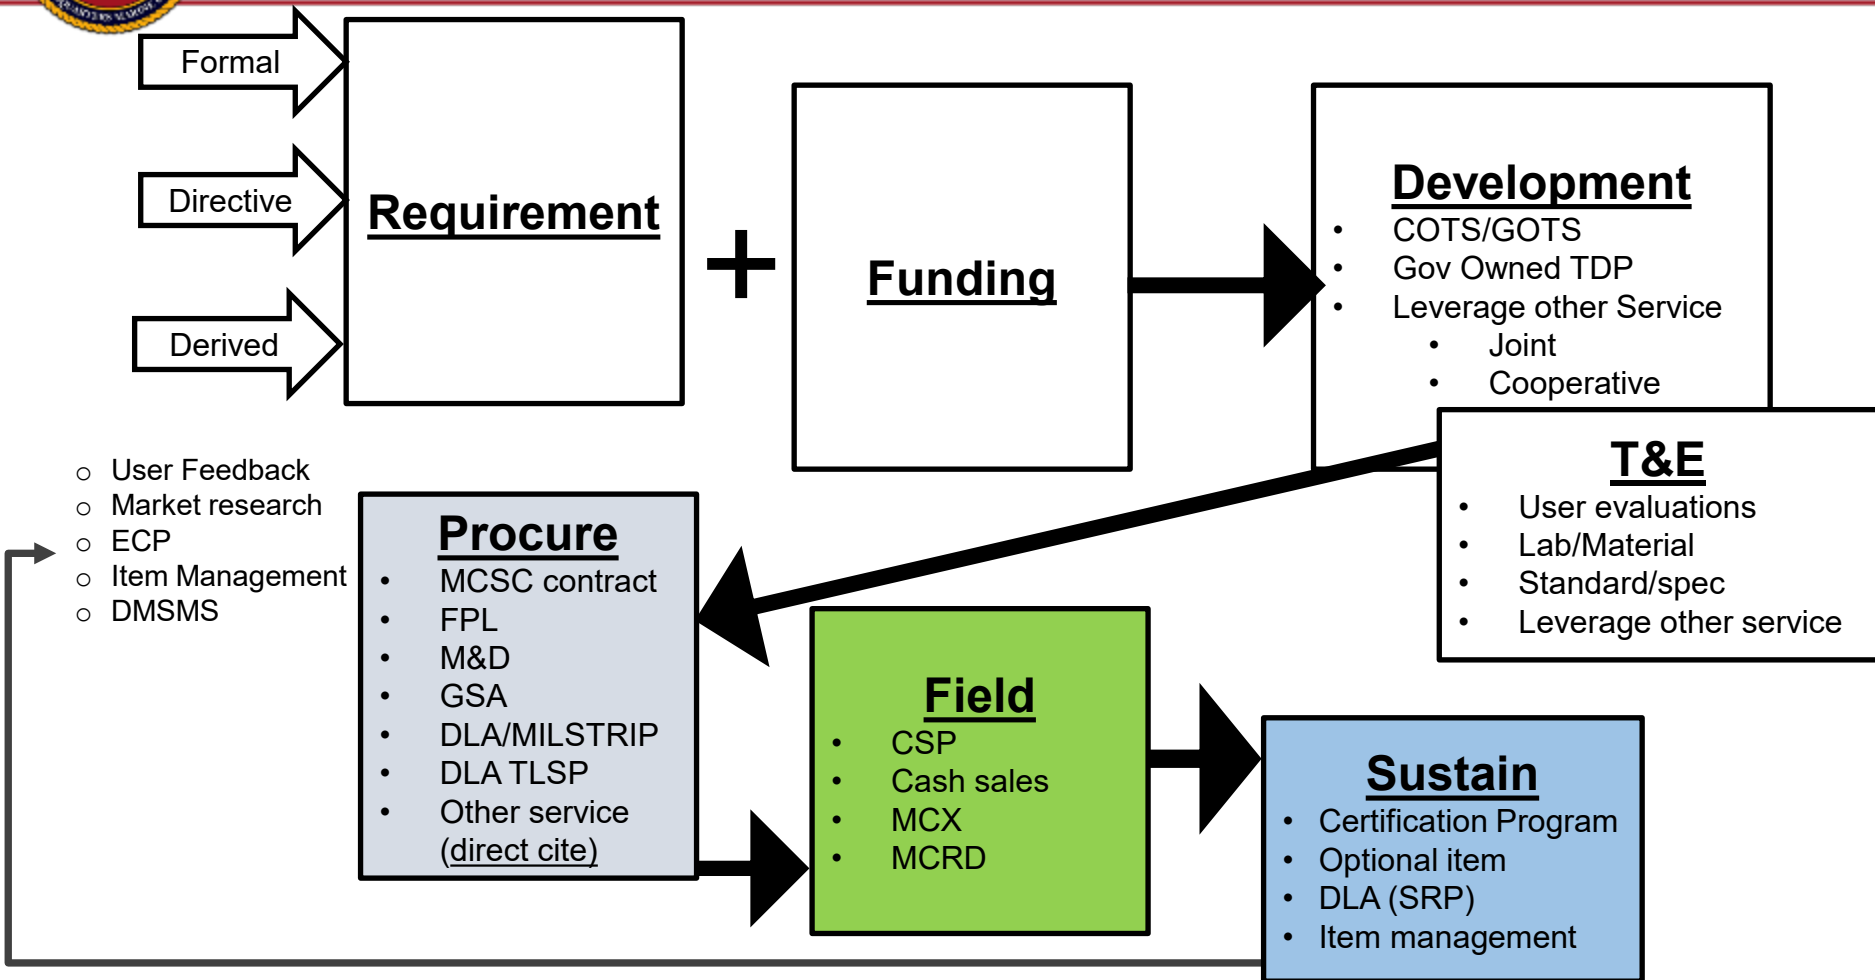 Formal
Directive
Derived
Requirement
+
Funding
Development
• COTS/GOTS
• Gov Owned TDP
• Leverage other Service
• Joint
• Cooperative
T&E
• User evaluations
• Lab/Material
• Standard/spec
• Leverage other service
○ User Feedback
○ Market research
○ ECP
○ Item Management
○ DMSMS
Procure
• MCSC contract
• FPL
• M&D
• GSA
• DLA/MILSTRIP
• DLA TLSP
• Other service
(direct cite)
Field
• CSP
• Cash sales
• MCX
• MCRD
Sustain
• Certification Program
• Optional item
• DLA (SRP)
• Item management